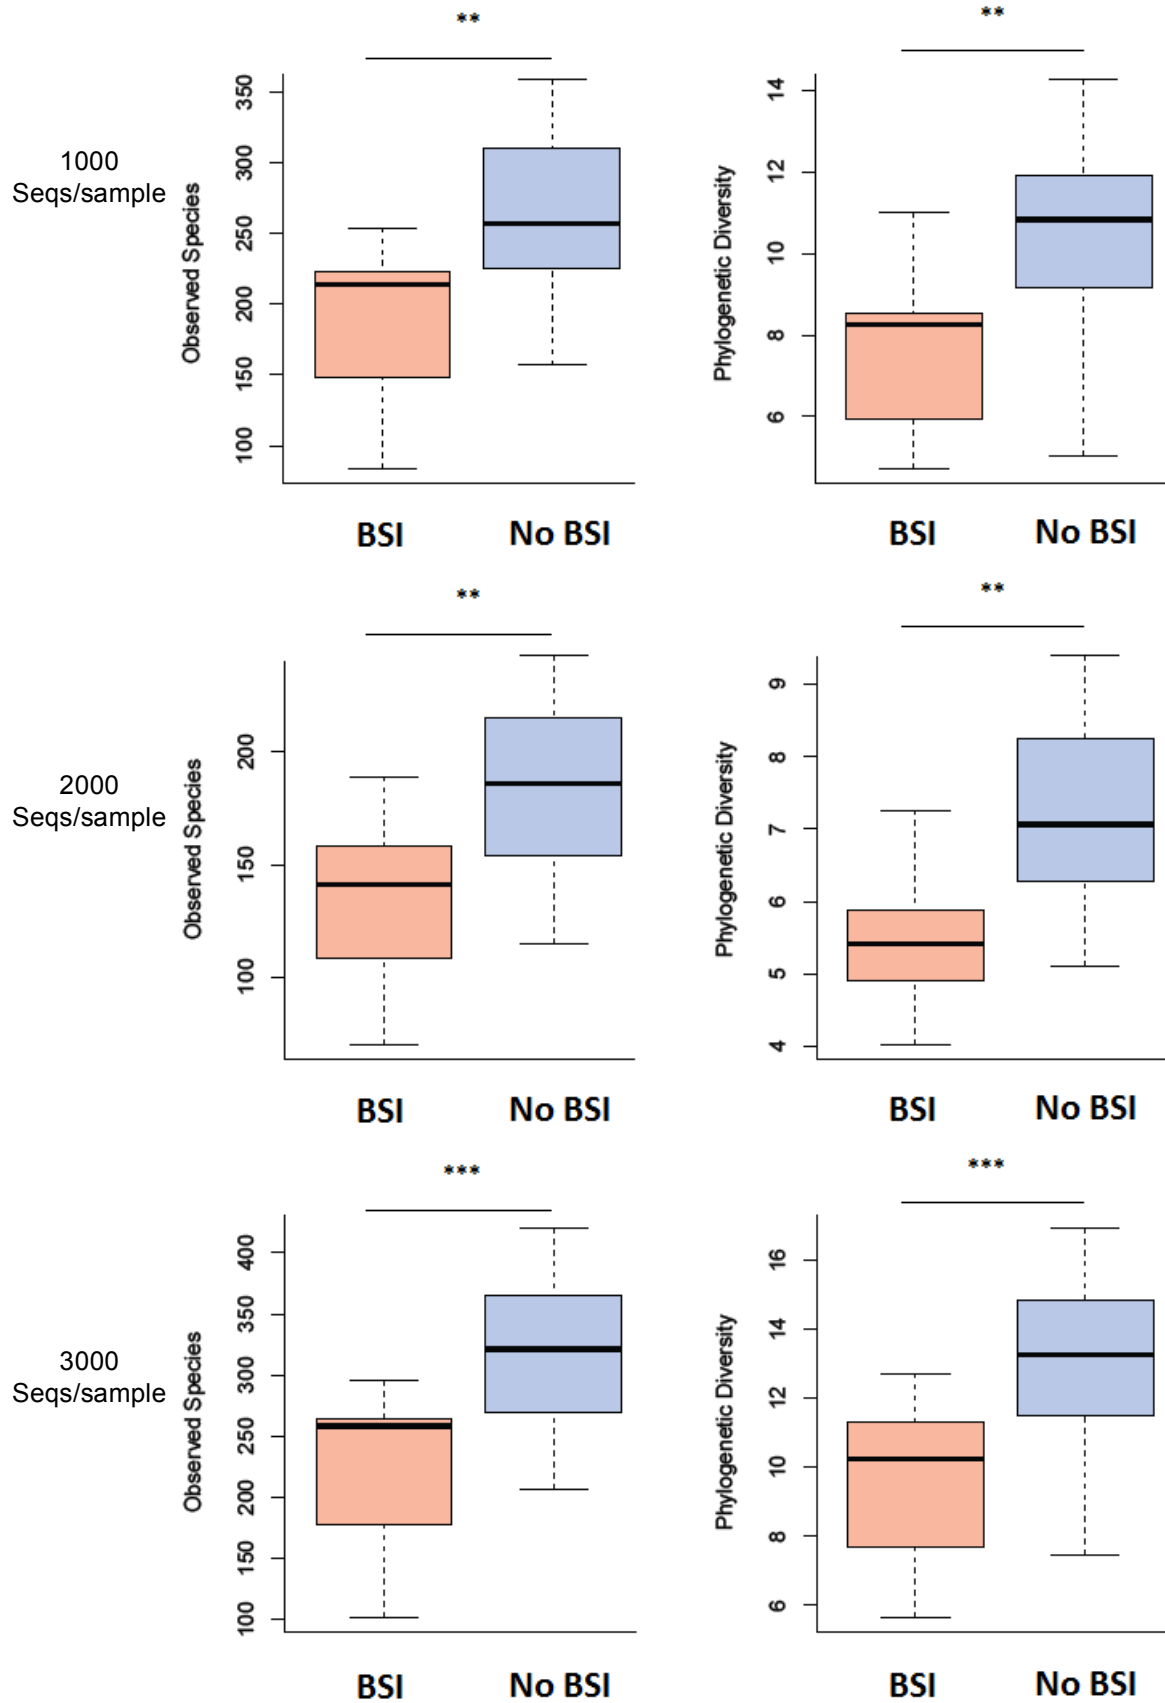 **
**
1000
Seqs/sample
Observed Species
350
300
250
200
150
100
BSI
No BSI
Phylogenetic Diversity
14
12
10
8
6
BSI
No BSI
**
**
2000
Seqs/sample
Observed Species
200
150
100
BSI
No BSI
Phylogenetic Diversity
9
8
7
6
5
4
BSI
No BSI
***
***
3000
Seqs/sample
Observed Species
400
350
300
250
200
150
100
BSI
No BSI
Phylogenetic Diversity
16
14
12
10
8
6
BSI
No BSI